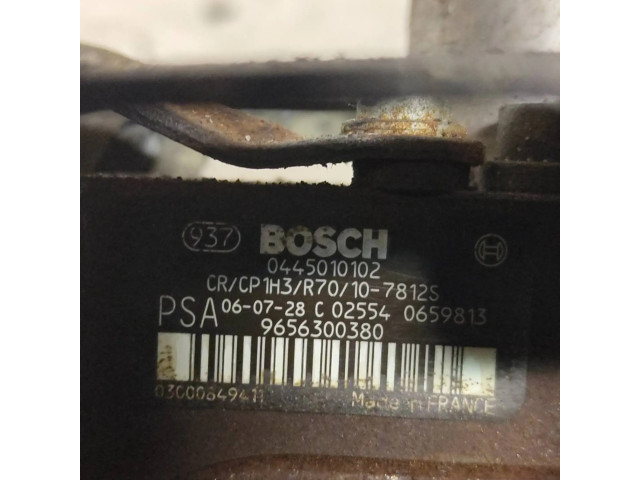 937 BOSCH
0445010102
CR/CP1H3/R70/10-7812S
PSA 06-07-28 C 02554 0659813
9656300380
Made in FRANCE